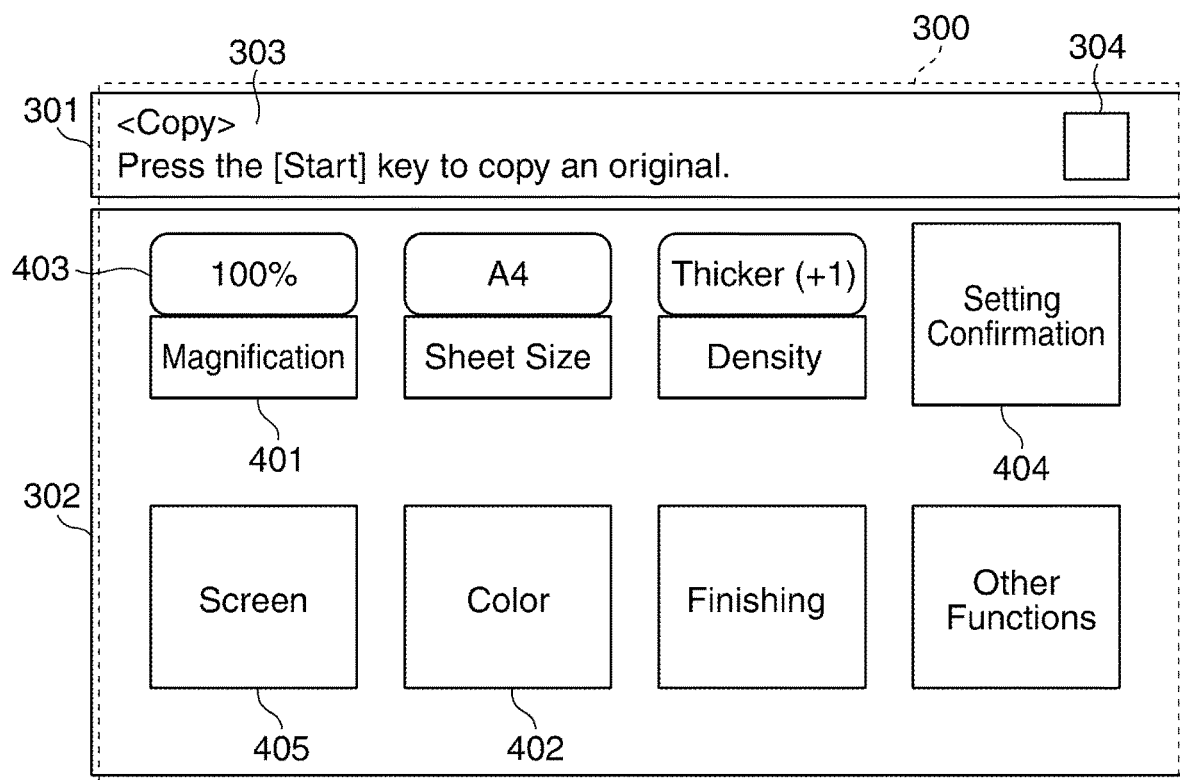 300
303
304
301
<Copy>
Press the [Start] key to copy an original.
403
100%
A4
Thicker (+1)
Setting
Confirmation
Magnification
Sheet Size
Density
401
404
302
Screen
Color
Finishing
Other
Functions
405
402